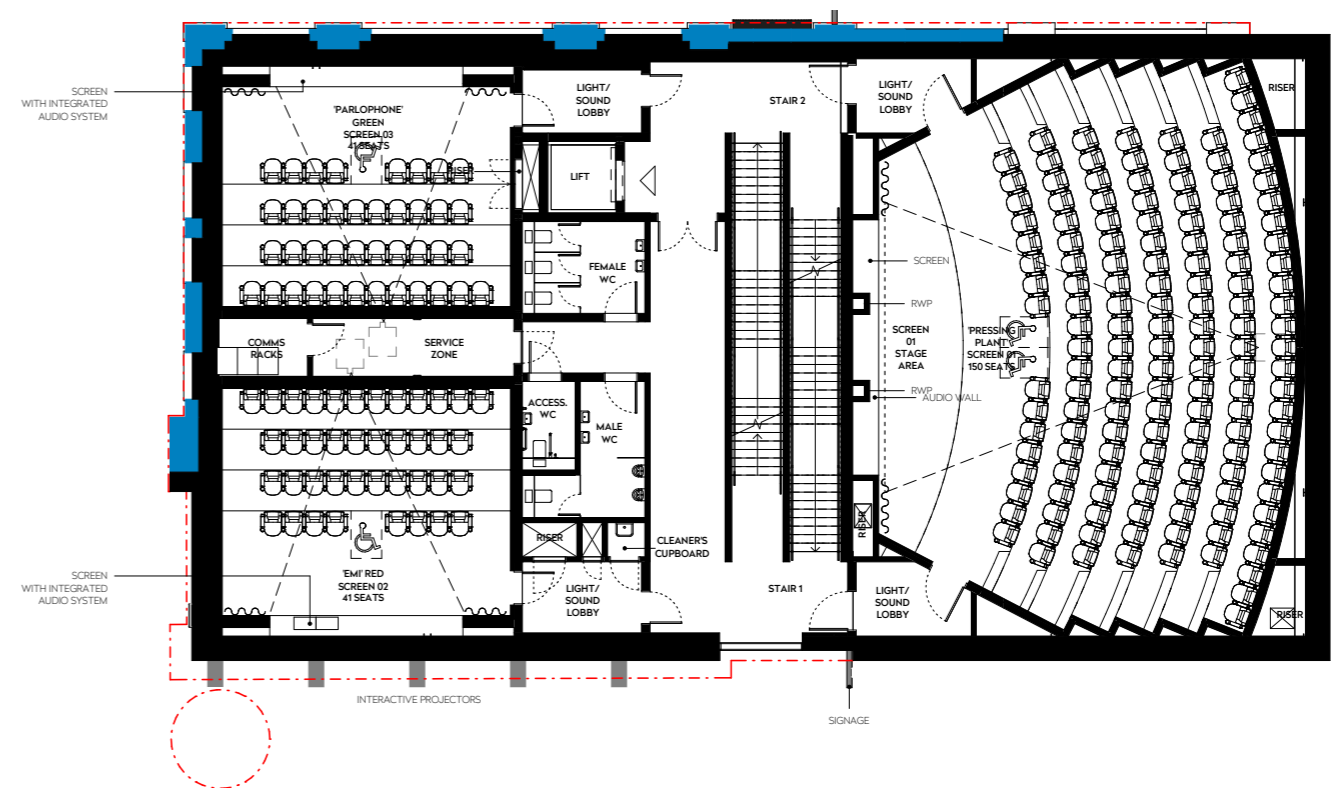 SCREEN
WITH INTEGRATED
AUDIO SYSTEM
'PARLOPHONE'
GREEN
SCREEN 03
41 SEATS
LIGHT/
SOUND
LOBBY
STAIR 2
LIGHT/
SOUND
LOBBY
RISER
RISER
LIFT
FEMALE
WC
SCREEN
RWP
SCREEN
01
STAGE
AREA
'PRESSING
PLANT'
SCREEN 01
150 SEATS
RWP
AUDIO WALL
COMMS
RACKS
SERVICE
ZONE
ACCESS.
WC
MALE
WC
RISER
RISER
CLEANER'S
CUPBOARD
SCREEN
WITH INTEGRATED
AUDIO SYSTEM
'EMI' RED
SCREEN 02
41 SEATS
LIGHT/
SOUND
LOBBY
STAIR 1
LIGHT/
SOUND
LOBBY
RISER
INTERACTIVE PROJECTORS
SIGNAGE